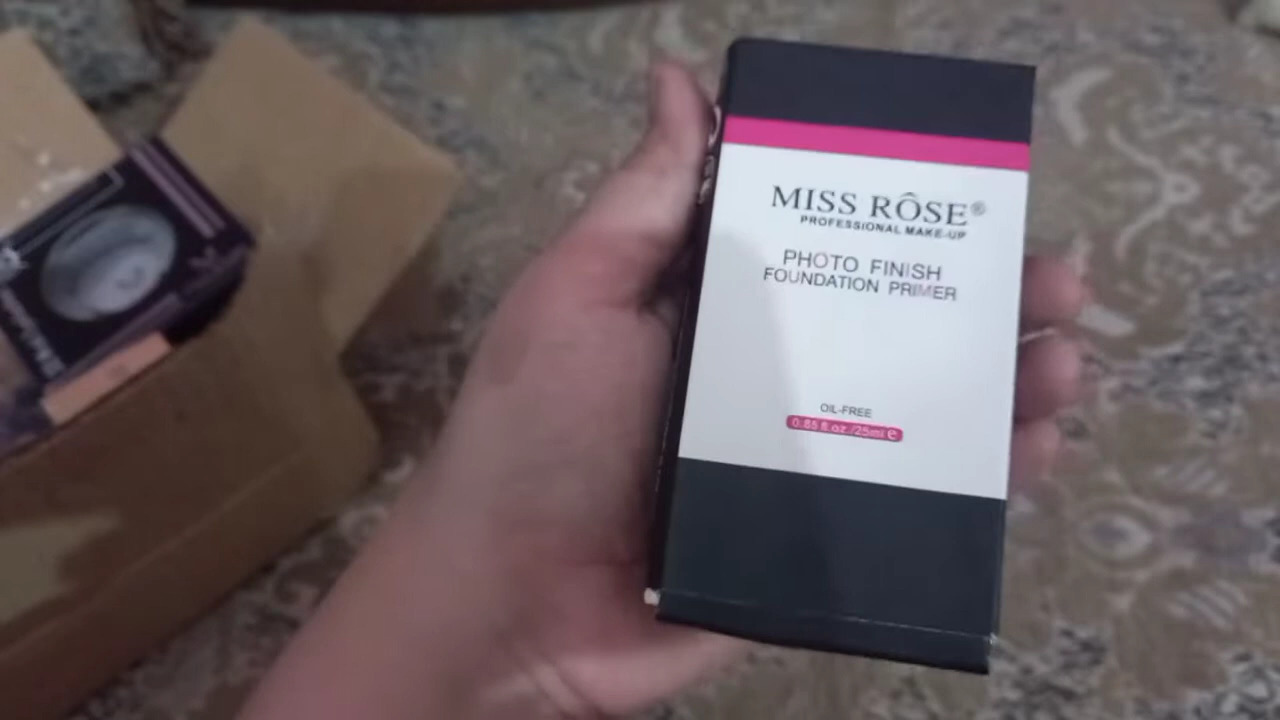 MISS RÔSE®
PROFESSIONAL MAKE-UP
PHOTO FINISH
FOUNDATION PRIMER
OIL-FREE
0.85 fl.oz /25ml ℮